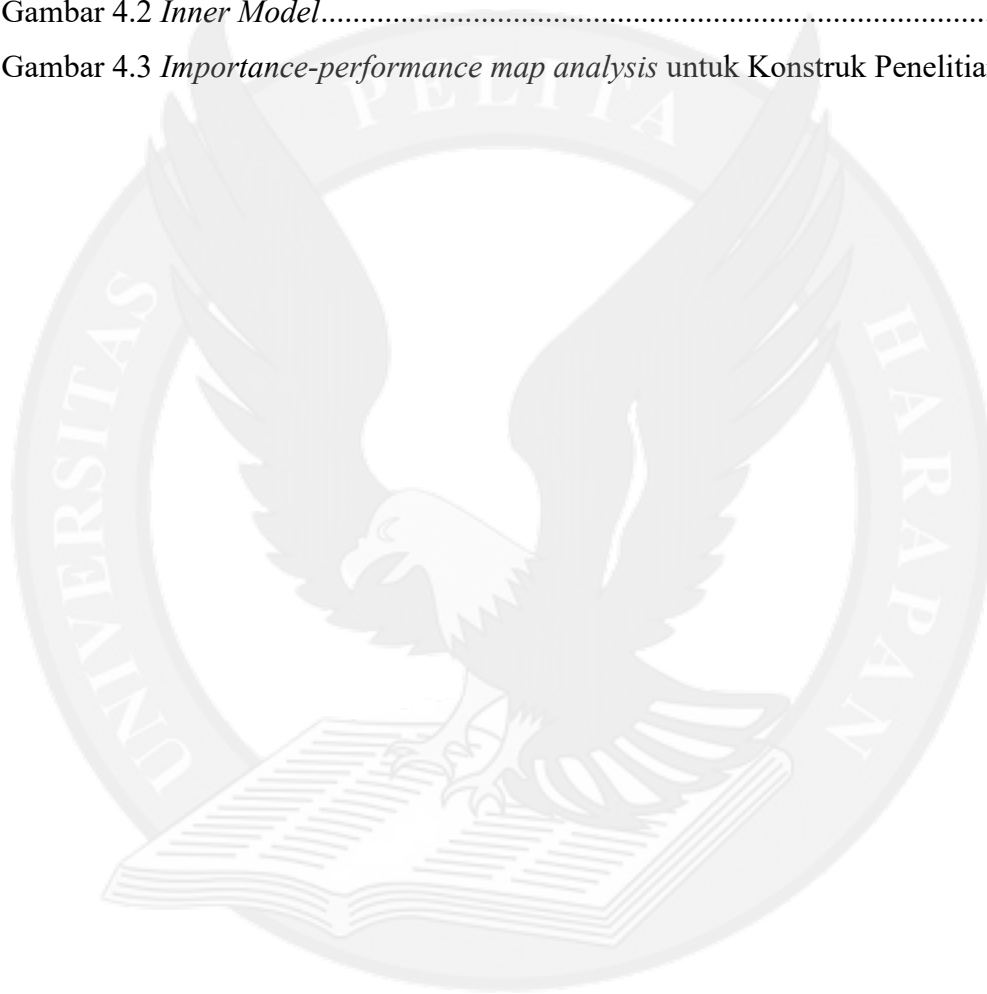 Gambar 4.2 Inner Model......................................................................................
Gambar 4.3 Importance-performance map analysis untuk Konstruk Penelitia
UNIVERSITAS PELITA HARAPAN